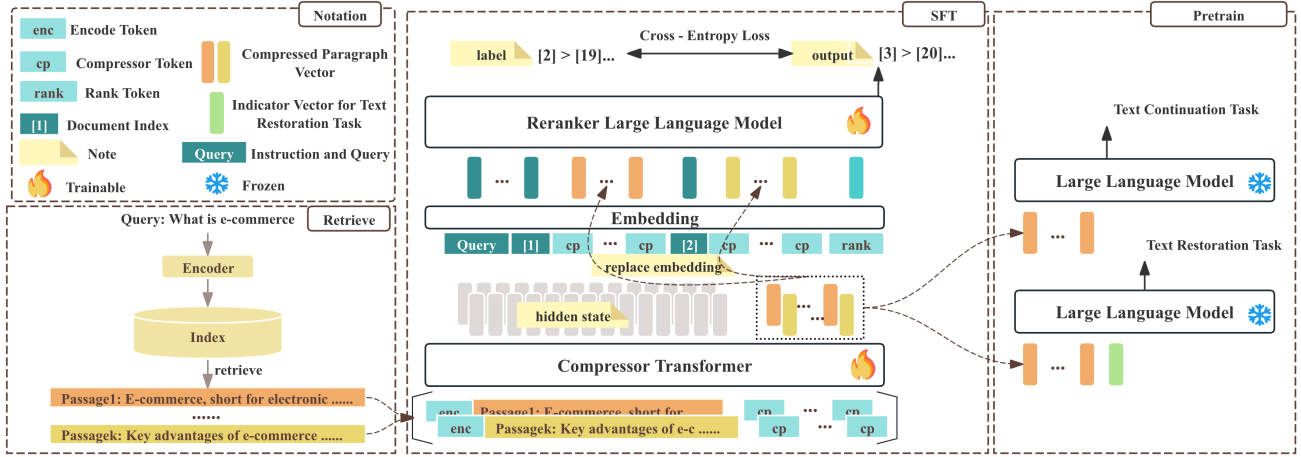 Notation
enc Encode Token
cp Compressor Token
rank Rank Token
[1] Document Index
Note
Trainable
Compressed Paragraph
Vector
Indicator Vector for Text
Restoration Task
Query Instruction and Query
Frozen
Retrieve
Query: What is e-commerce
Encoder
Index
retrieve
Passage1: E-commerce, short for electronic ......
......
Passagek: Key advantages of e-commerce ......
SFT
label [2] > [19]...
Cross - Entropy Loss
output [3] > [20]...
Reranker Large Language Model
... ... ...
Embedding
Query [1] cp ... cp [2] cp ... cp rank
replace embedding
hidden state
... ...
Compressor Transformer
enc Passage1: E-commerce, short for cp ... cp
enc Passagek: Key advantages of e-c ...... cp ... cp
Pretrain
Text Continuation Task
Large Language Model
...
Text Restoration Task
Large Language Model
...